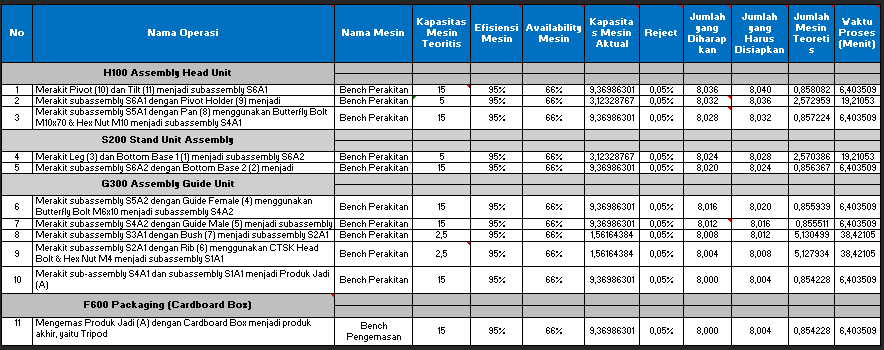 No | Nama Operasi | Nama Mesin | Kapasitas Mesin Teoritis | Efisiensi Mesin | Availability Mesin | Kapasitas Mesin Aktual | Reject | Jumlah yang Diharapkan | Jumlah yang Harus Disiapkan | Jumlah Mesin Teoretis | Waktu Proses (Menit)
H100 Assembly Head Unit
1 | Merakit Pivot (10) dan Tilt (11) menjadi subassembly S6A1 | Bench Perakitan | 15 | 95% | 66% | 9,36986301 | 0,05% | 8,036 | 8,040 | 0,858082 | 6,403509
2 | Merakit subassembly S6A1 dengan Pivot Holder (9) menjadi | Bench Perakitan | 5 | 95% | 66% | 3,12328767 | 0,05% | 8,032 | 8,036 | 2,572959 | 19,21053
3 | Merakit subassembly S5A1 dengan Pan (8) menggunakan Butterfly Bolt M10x70 & Hex Nut M10 menjadi subassembly S4A1 | Bench Perakitan | 15 | 95% | 66% | 9,36986301 | 0,05% | 8,028 | 8,032 | 0,857224 | 6,403509
S200 Stand Unit Assembly
4 | Merakit Leg (3) dan Bottom Base 1 (1) menjadi subassembly S6A2 | Bench Perakitan | 5 | 95% | 66% | 3,12328767 | 0,05% | 8,024 | 8,028 | 2,570386 | 19,21053
5 | Merakit subassembly S6A2 dengan Bottom Base 2 (2) menjadi | Bench Perakitan | 15 | 95% | 66% | 9,36986301 | 0,05% | 8,020 | 8,024 | 0,856367 | 6,403509
G300 Assembly Guide Unit
6 | Merakit subassembly S5A2 dengan Guide Female (4) menggunakan Butterfly Bolt M6x10 menjadi subassembly S4A2 | Bench Perakitan | 15 | 95% | 66% | 9,36986301 | 0,05% | 8,016 | 8,020 | 0,855939 | 6,403509
7 | Merakit subassembly S4A2 dengan Guide Male (5) menjadi subassembly | Bench Perakitan | 15 | 95% | 66% | 9,36986301 | 0,05% | 8,012 | 8,016 | 0,855511 | 6,403509
8 | Merakit subassembly S3A1 dengan Bush (7) menjadi subassembly S2A1 | Bench Perakitan | 2,5 | 95% | 66% | 1,56164384 | 0,05% | 8,008 | 8,012 | 5,130499 | 38,42105
9 | Merakit subassembly S2A1 dengan Rib (6) menggunakan CTSK Head Bolt & Hex Nut M4 menjadi subassembly S1A1 | Bench Perakitan | 2,5 | 95% | 66% | 1,56164384 | 0,05% | 8,004 | 8,008 | 5,127934 | 38,42105
10 | Merakit sub-assembly S4A1 dan subassembly S1A1 menjadi Produk Jadi (A) | Bench Perakitan | 15 | 95% | 66% | 9,36986301 | 0,05% | 8,000 | 8,004 | 0,854228 | 6,403509
F600 Packaging (Cardboard Box)
11 | Mengemas Produk Jadi (A) dengan Cardboard Box menjadi produk akhir, yaitu Tripod | Bench Pengemasan | 15 | 95% | 66% | 9,36986301 | 0,05% | 8,000 | 8,004 | 0,854228 | 6,403509